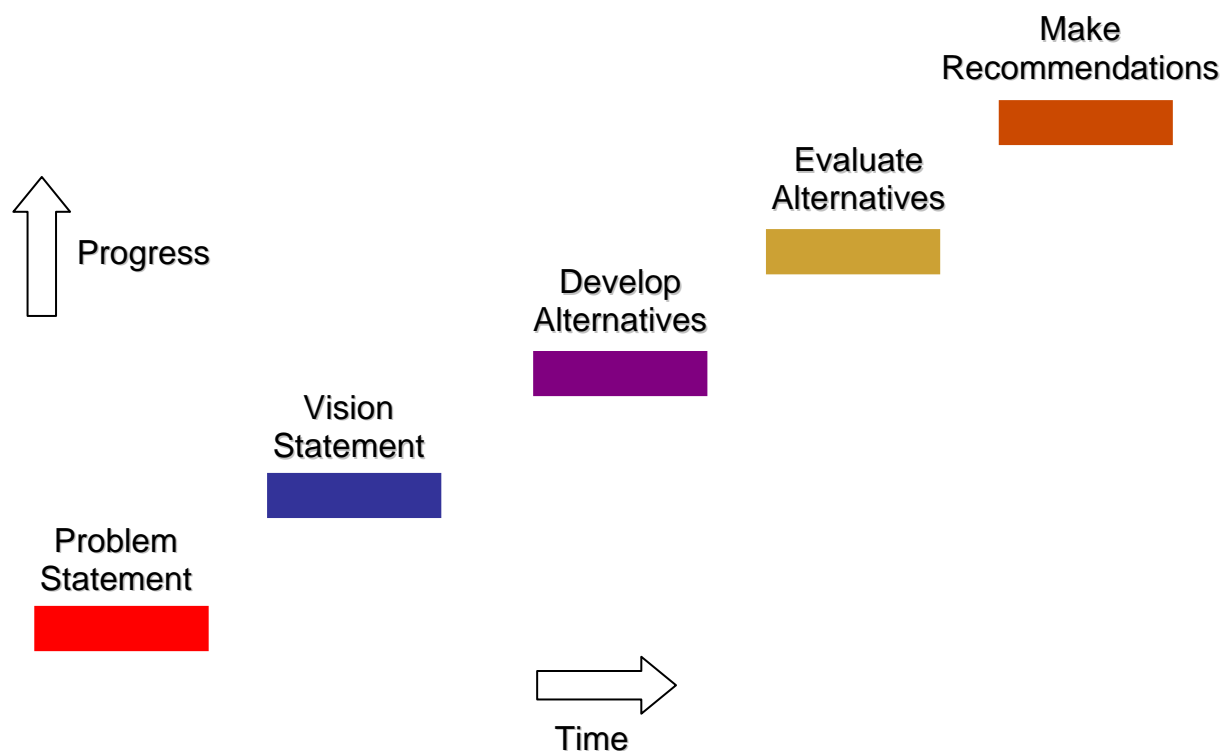 Make
Recommendations
Evaluate
Alternatives
Progress
Develop
Alternatives
Vision
Statement
Problem
Statement
Time